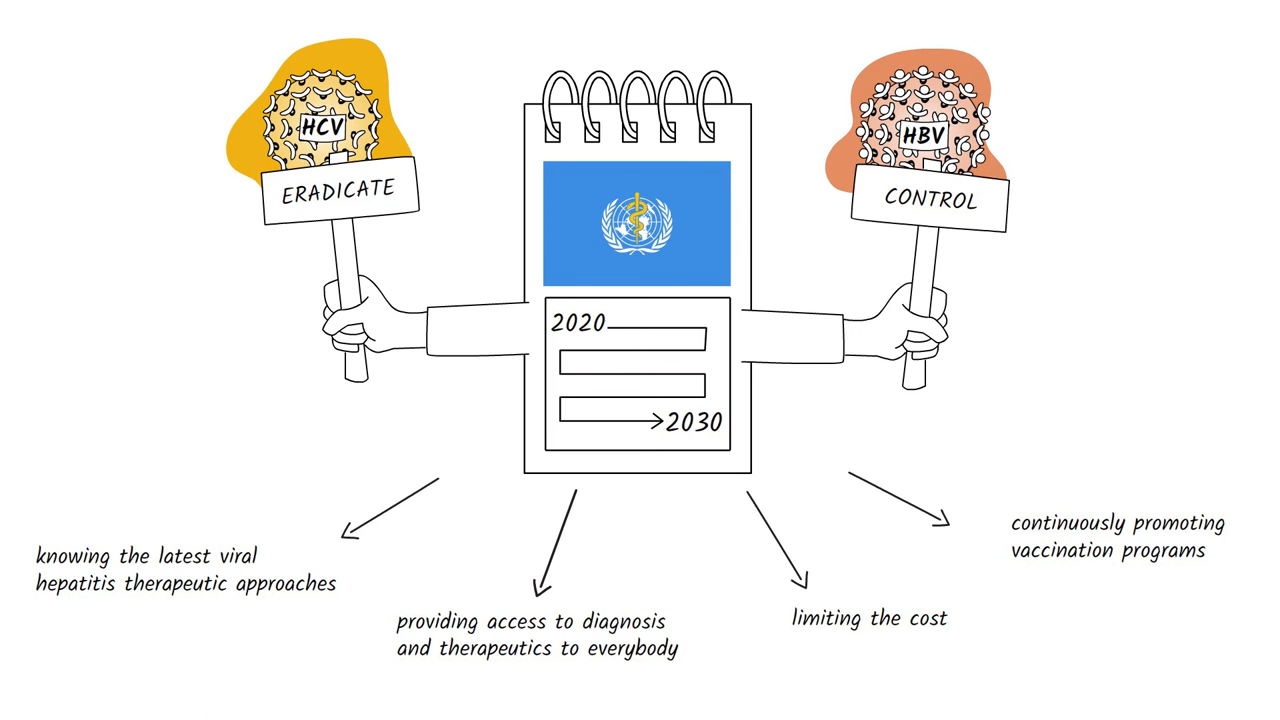 HCV
ERADICATE
HBV
CONTROL
2020
2030
knowing the latest viral
hepatitis therapeutic approaches
providing access to diagnosis
and therapeutics to everybody
limiting the cost
continuously promoting
vaccination programs